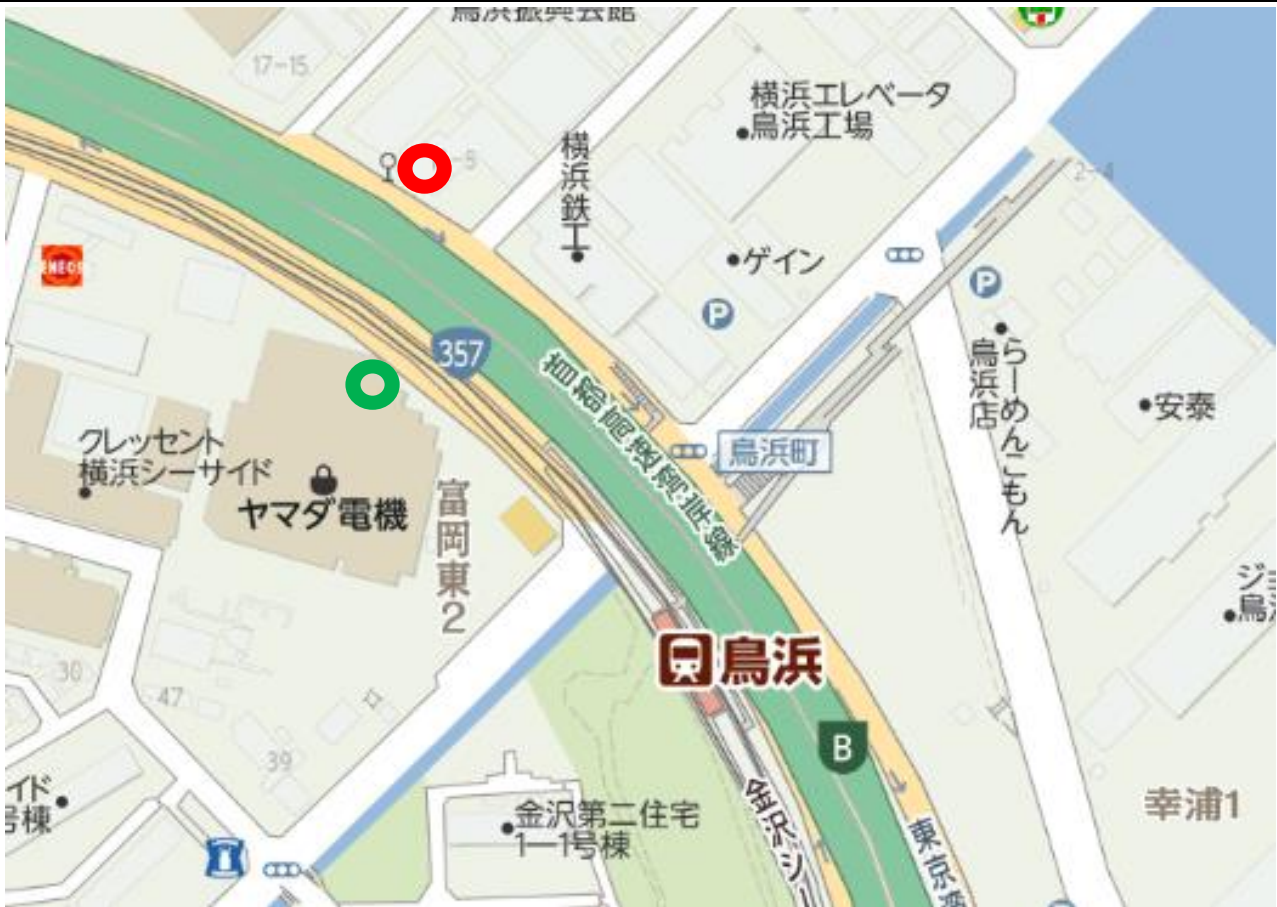 鳥浜振興会館
17-15
横浜エレベータ
鳥浜工場
横浜鉄工
2-4
ENEOS
ゲイン
P
P
357
らーめんこもん
鳥浜店
安泰
首都高速湾岸線
鳥浜町
クレッセント
横浜シーサイド
ヤマダ電機
富岡東2
鳥浜
30
47
39
B
幸浦1
金沢第二住宅
1ー1号棟
イド
号棟
金沢シー
東京